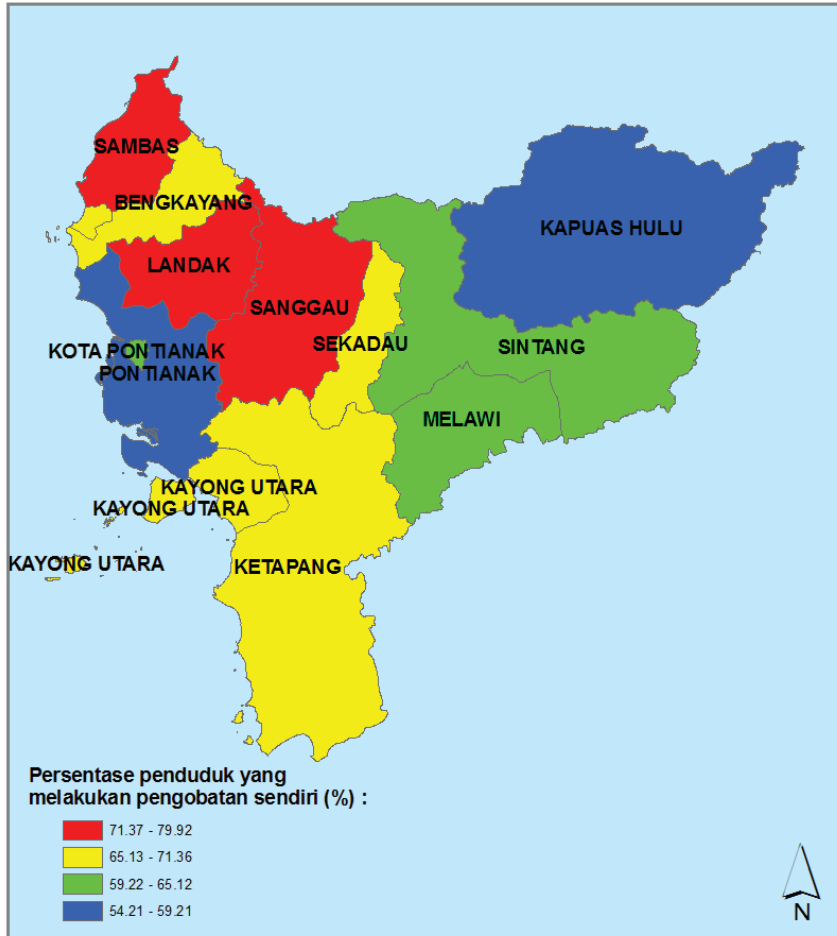 SAMBAS
BENGKAYANG
KAPUAS HULU
LANDAK
SANGGAU
SEKADAU
SINTANG
KOTA PONTIANAK
PONTIANAK
MELAWI
KAYONG UTARA
KAYONG UTARA
KAYONG UTARA
KETAPANG
Persentase penduduk yang
melakukan pengobatan sendiri (%) :
71.37 - 79.92
65.13 - 71.36
59.22 - 65.12
54.21 - 59.21
N